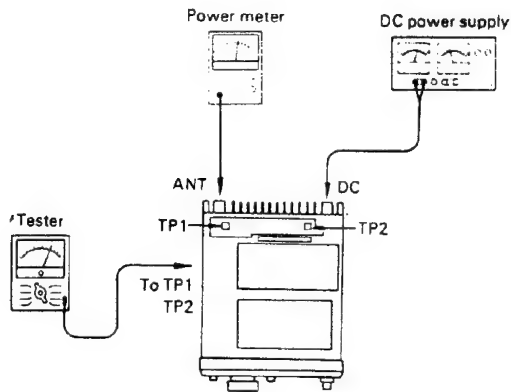 Power meter
DC power supply
ANT
DC
Tester
TP1
TP2
To TP1
TP2